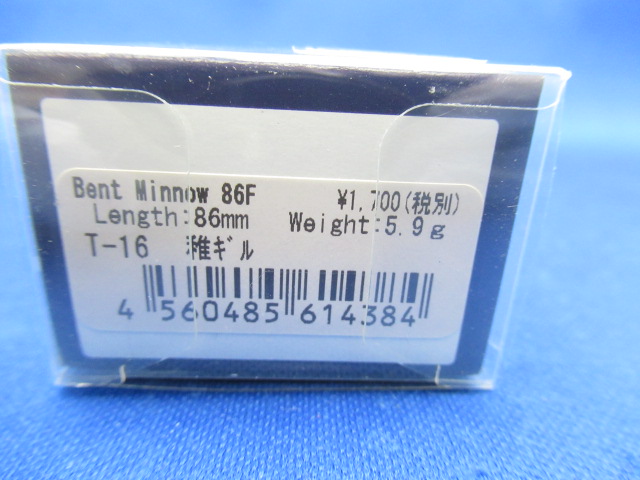 Bent Minnow 86F ¥1,700(税別)
Length:86mm Weight:5.9g
T-16 稚ｷﾞﾙ
4 560485 614384